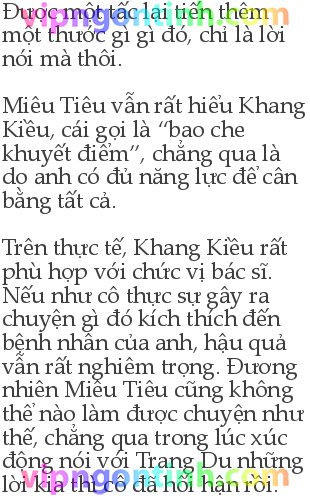 Được một tấc lại tiến thêm
một thước gì gì đó, chỉ là lời
nói mà thôi.
Miêu Tiêu vẫn rất hiểu Khang
Kiều, cái gọi là “bao che
khuyết điểm”, chẳng qua là
do anh có đủ năng lực để cân
bằng tất cả.
Trên thực tế, Khang Kiều rất
phù hợp với chức vị bác sĩ.
Nếu như cô thực sự gây ra
chuyện gì đó kích thích đến
bệnh nhân của anh, hậu quả
vẫn rất nghiêm trọng. Đương
nhiên Miêu Tiêu cũng không
thể nào làm được chuyện như
thế, chẳng qua trong lúc xúc
động nói với Trang Du những
lời kia thì cô đã hối hận rồi.
vipngontinh.com
vipngontinh.com